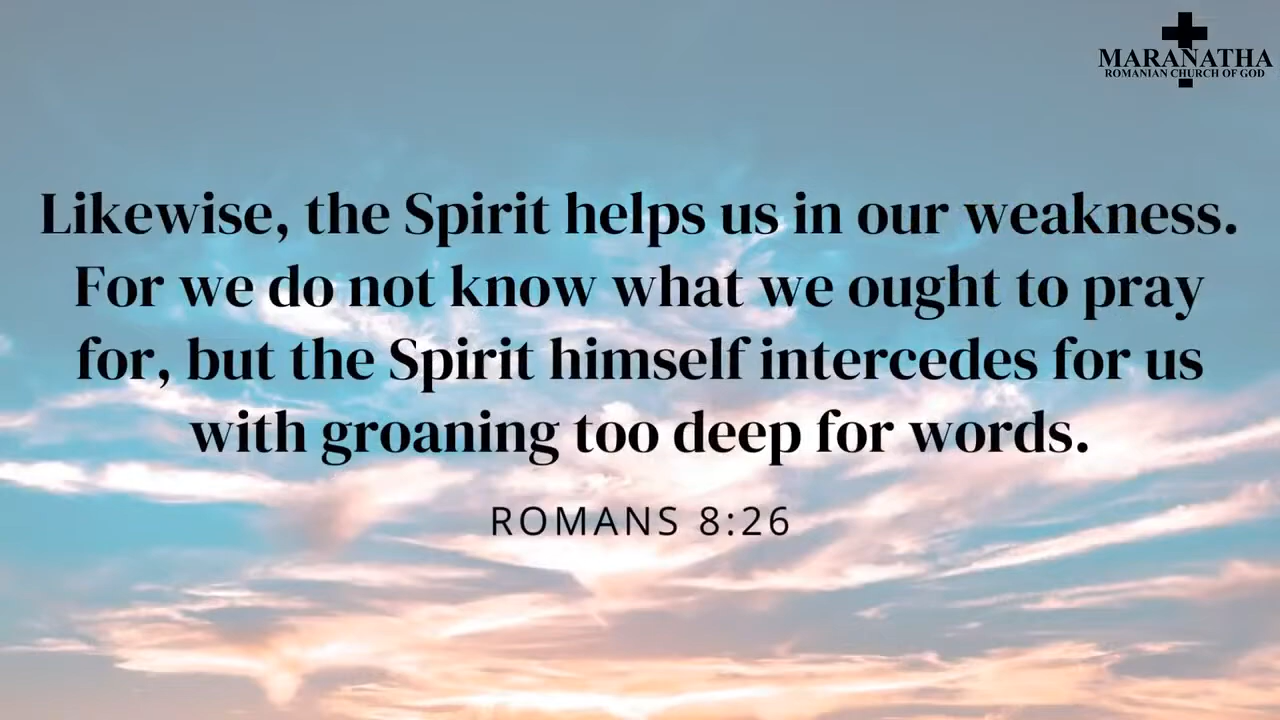 MARANATHA
ROMANIAN CHURCH OF GOD
Likewise, the Spirit helps us in our weakness.
For we do not know what we ought to pray
for, but the Spirit himself intercedes for us
with groaning too deep for words.
ROMANS 8:26